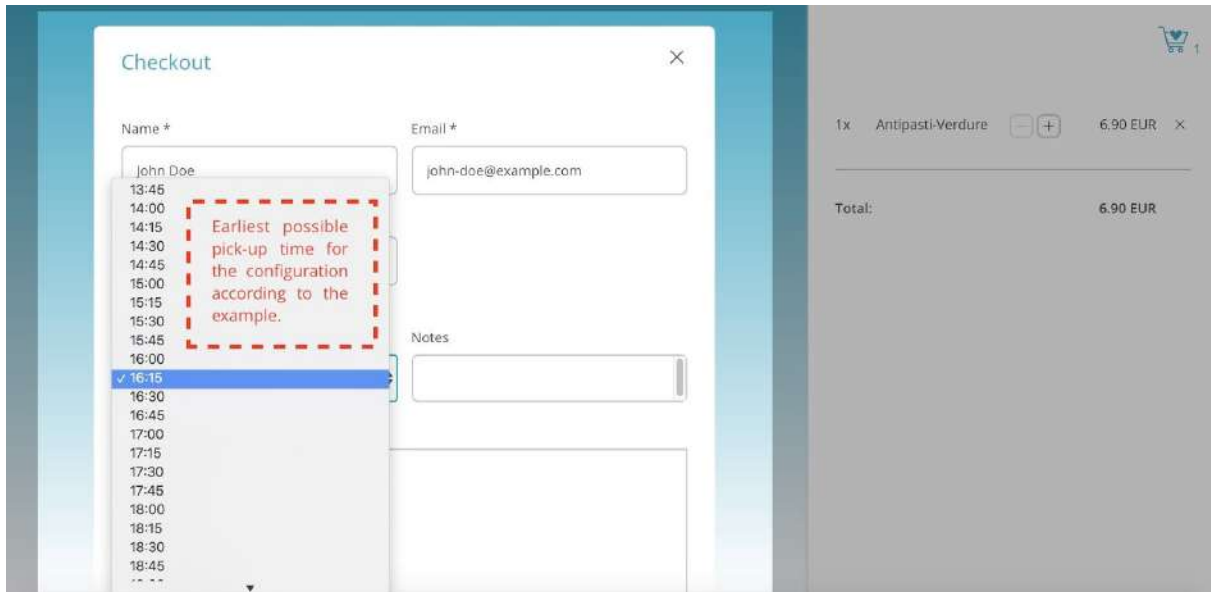 Checkout
1
Name *
Email *
1x Antipasti-Verdure 6.90 EUR
John Doe
john-doe@example.com
13:45
14:00
14:15
14:30
14:45
15:00
15:15
15:30
15:45
16:00
16:15
16:30
16:45
17:00
17:15
17:30
17:45
18:00
18:15
18:30
18:45
Earliest possible
pick-up time for
the configuration
according to the
example.
Total: 6.90 EUR
Notes